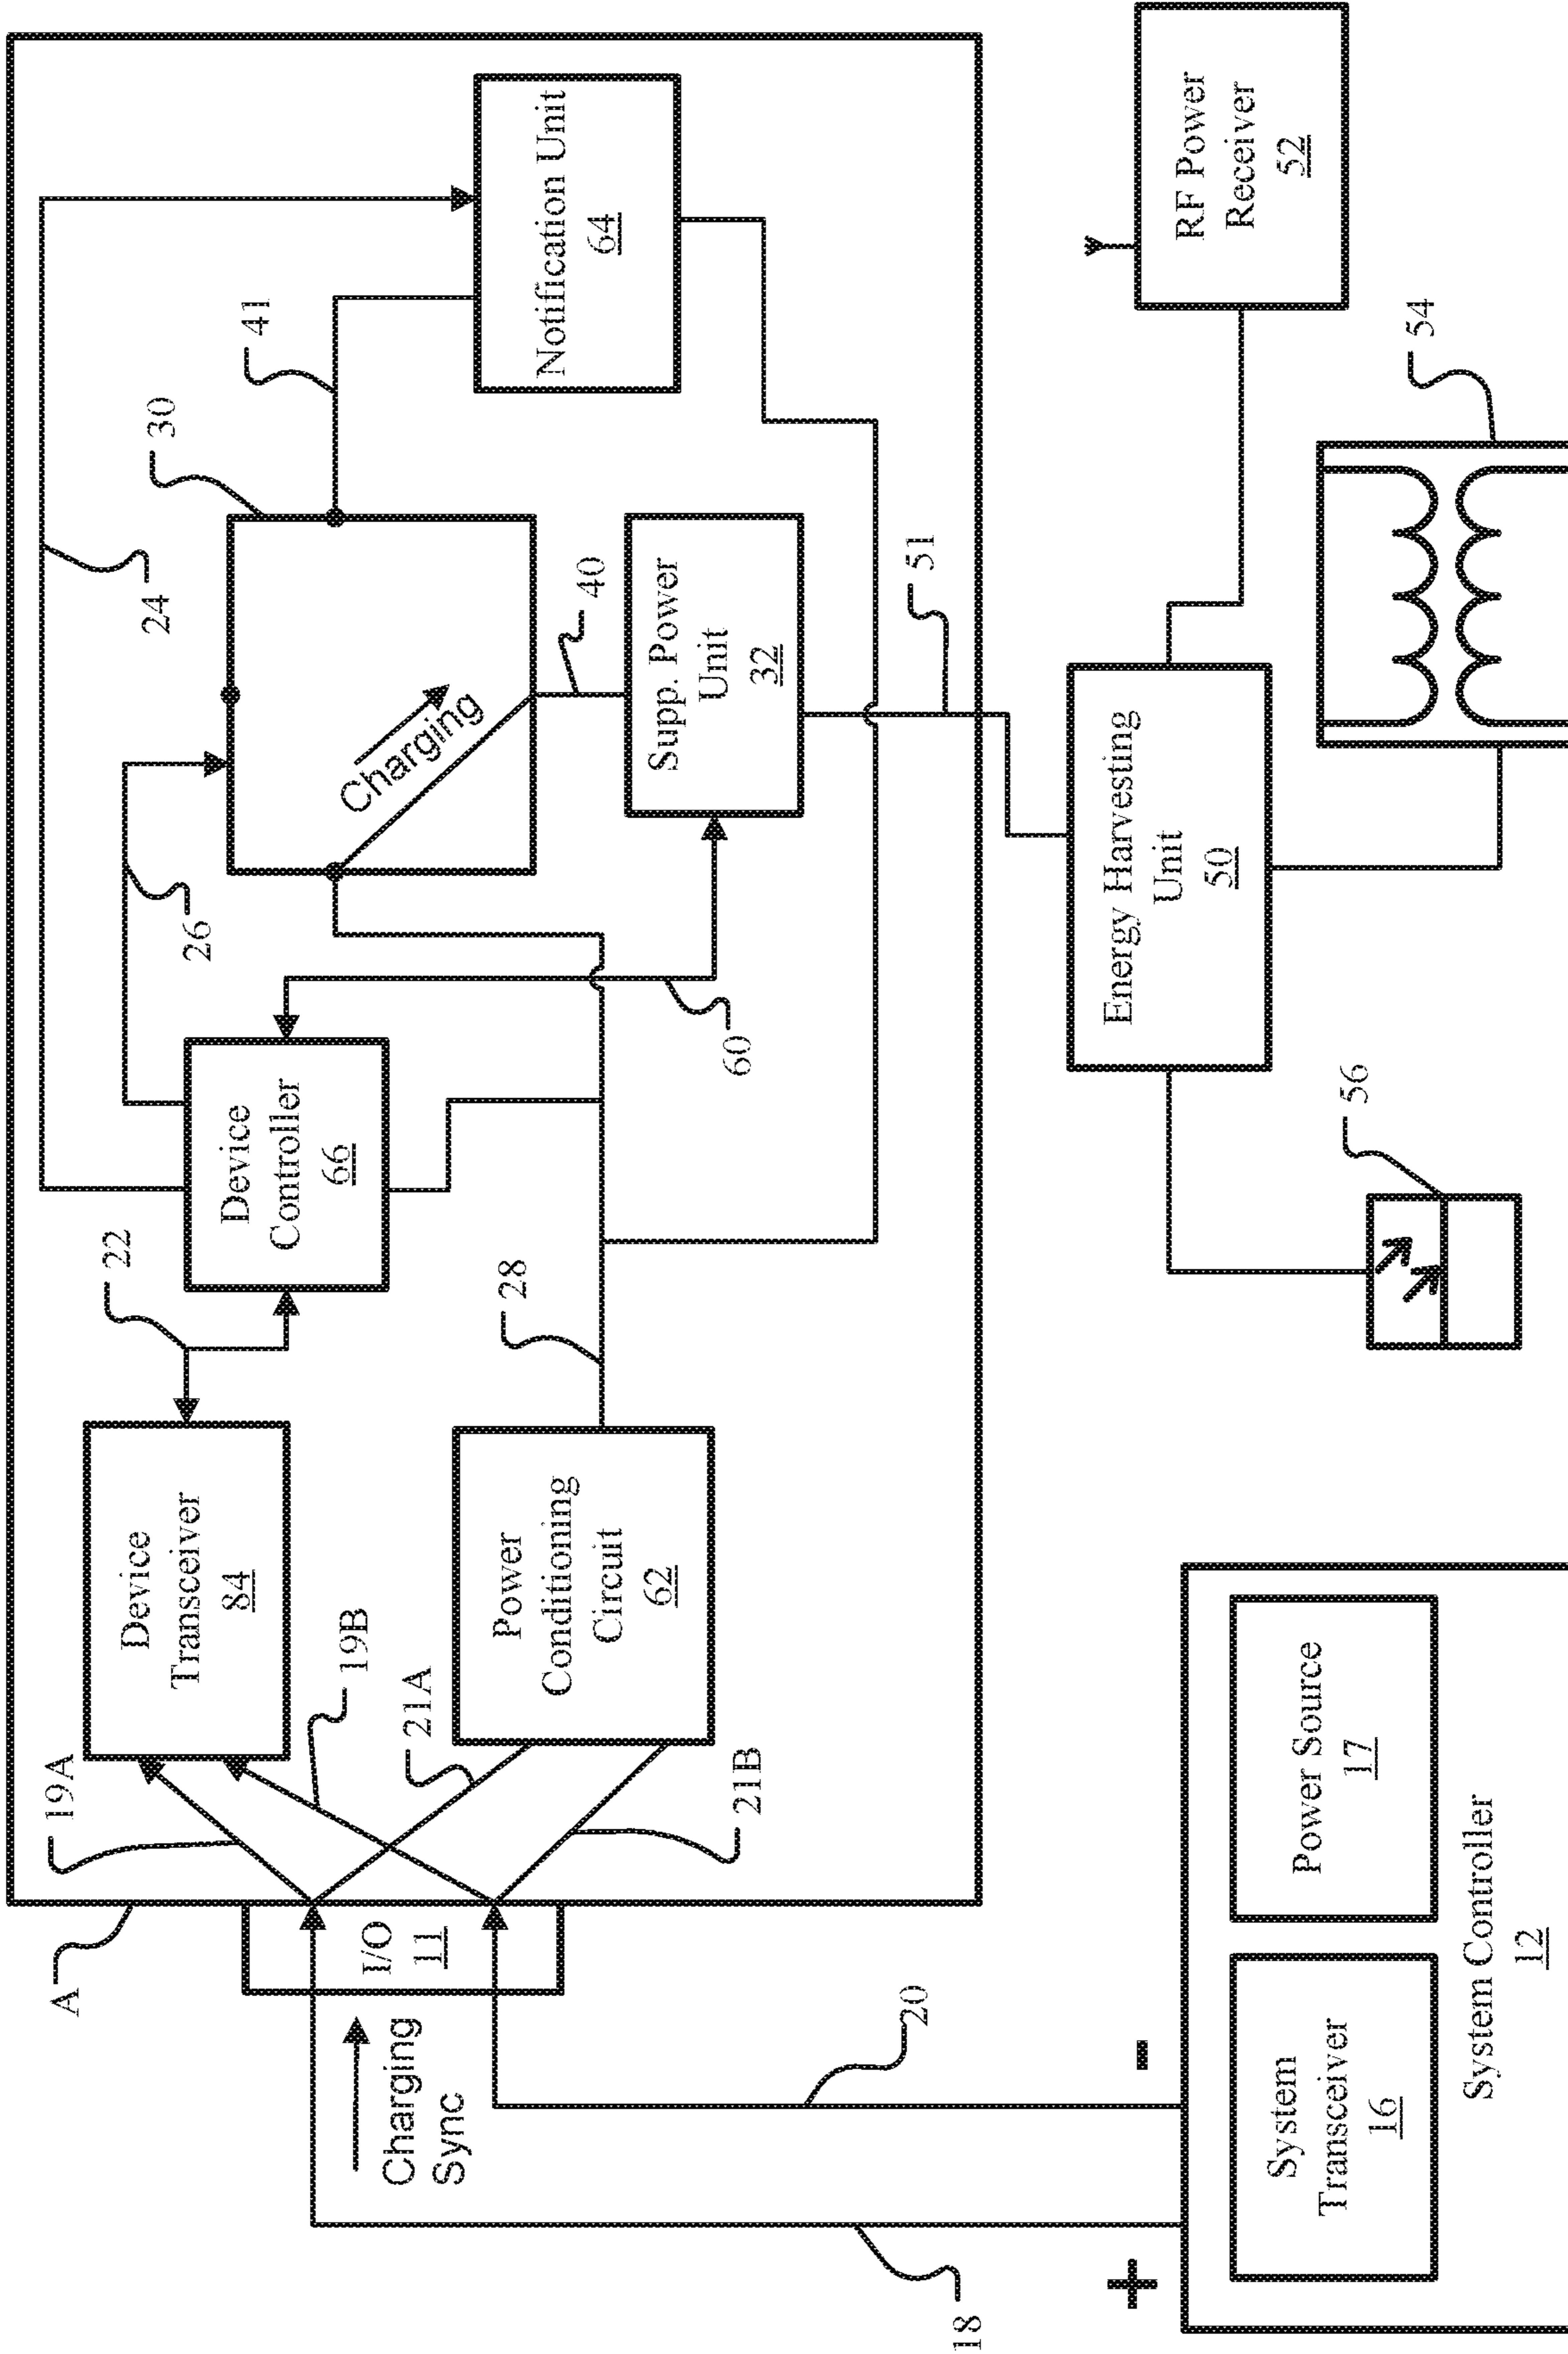 A
19A
Device
Transceiver
84
22
24
26
Device
Controller
66
30
41
Notification Unit
64
Charging
40
Supp. Power
Unit
32
19B
21A
Power
Conditioning
Circuit
62
28
60
21B
I/O
11
Charging
Sync
18
20
+
-
51
System
Transceiver
16
Power Source
17
System Controller
12
Energy Harvesting
Unit
50
56
54
RF Power
Receiver
52